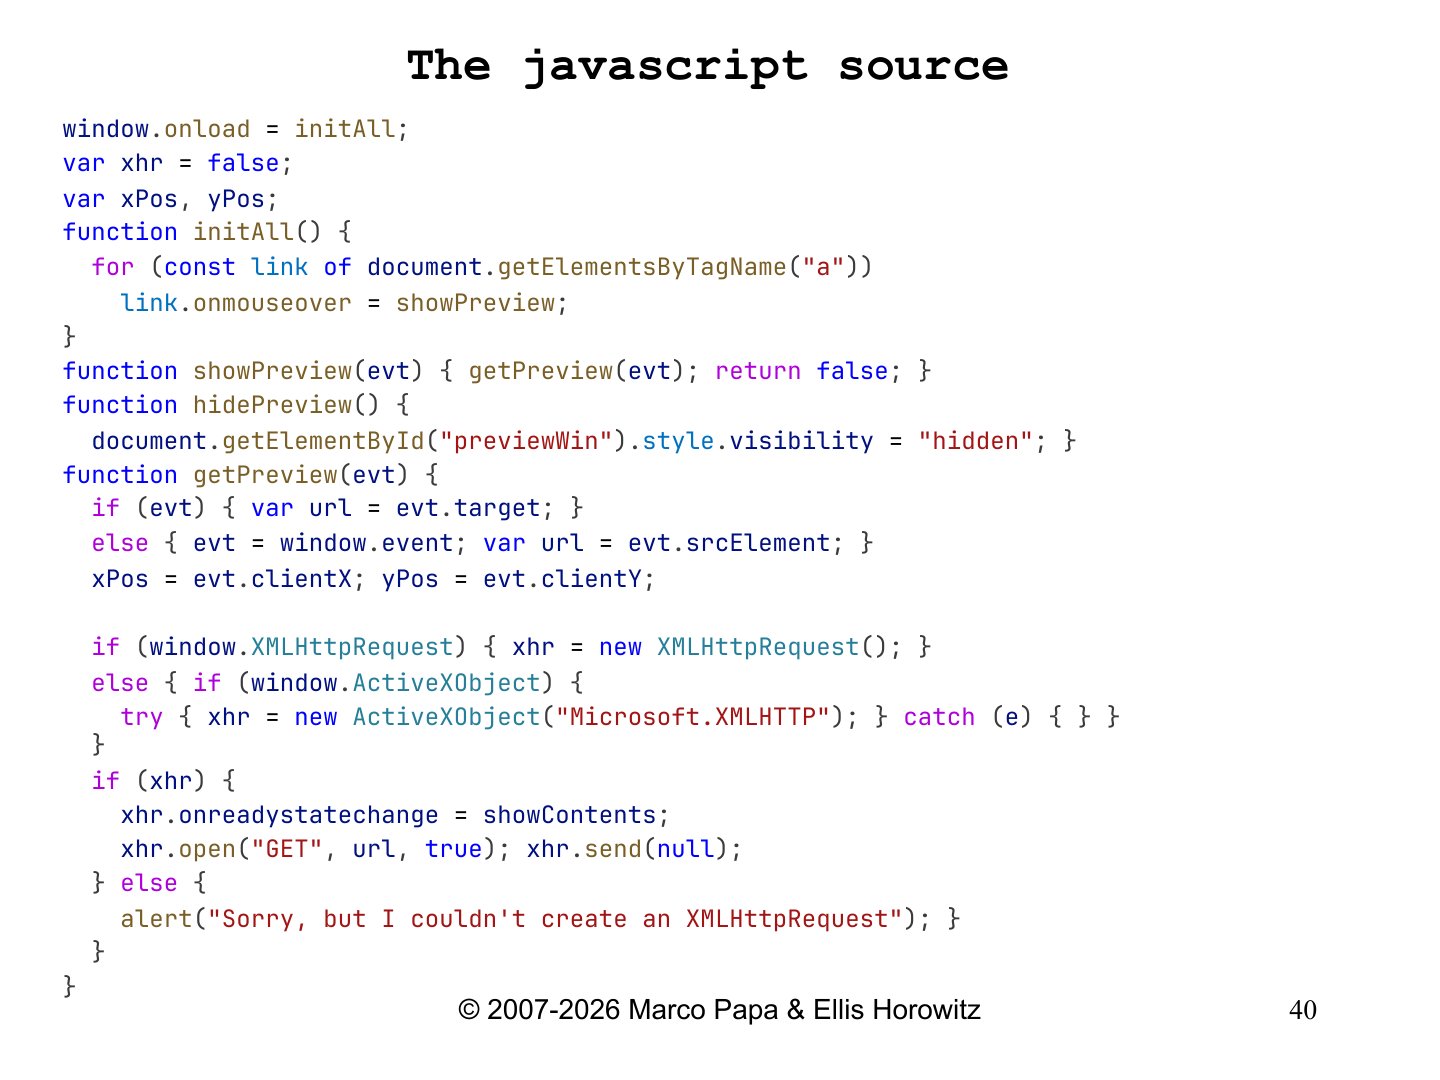 The javascript source
window.onload = initAll;
var xhr = false;
var xPos, yPos;
function initAll() {
  for (const link of document.getElementsByTagName("a"))
    link.onmouseover = showPreview;
}
function showPreview(evt) { getPreview(evt); return false; }
function hidePreview() {
  document.getElementById("previewWin").style.visibility = "hidden"; }
function getPreview(evt) {
  if (evt) { var url = evt.target; }
  else { evt = window.event; var url = evt.srcElement; }
  xPos = evt.clientX; yPos = evt.clientY;

  if (window.XMLHttpRequest) { xhr = new XMLHttpRequest(); }
  else { if (window.ActiveXObject) {
    try { xhr = new ActiveXObject("Microsoft.XMLHTTP"); } catch (e) { } }
  }
  if (xhr) {
    xhr.onreadystatechange = showContents;
    xhr.open("GET", url, true); xhr.send(null);
  } else {
    alert("Sorry, but I couldn't create an XMLHttpRequest"); }
  }
}
© 2007-2026 Marco Papa & Ellis Horowitz
40